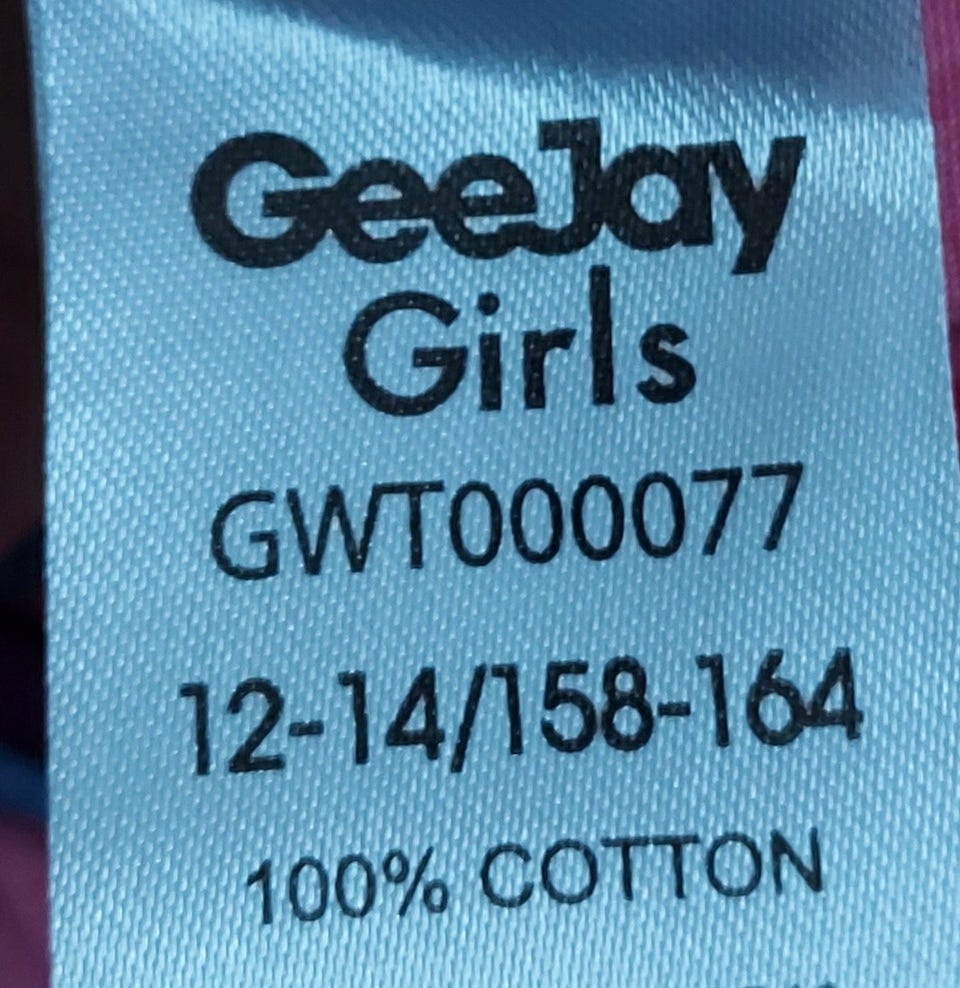 GeeJay
Girls
GWT000077
12-14/158-164
100% COTTON